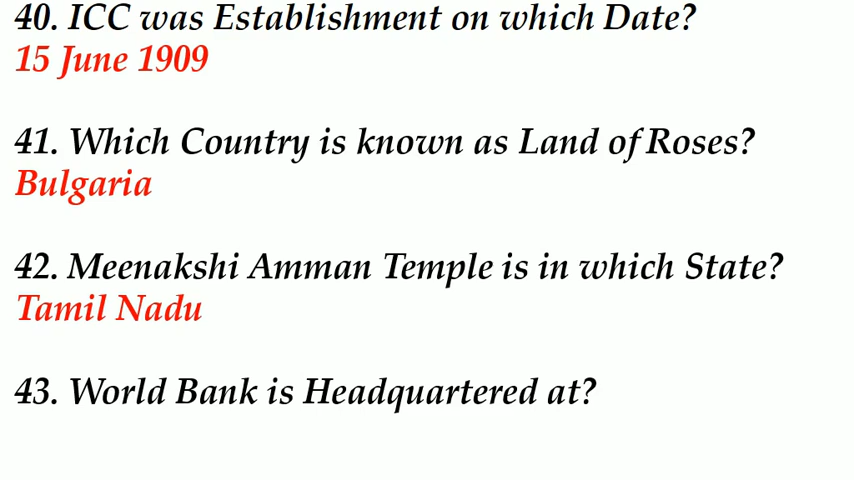 40. ICC was Establishment on which Date?
15 June 1909
41. Which Country is known as Land of Roses?
Bulgaria
42. Meenakshi Amman Temple is in which State?
Tamil Nadu
43. World Bank is Headquartered at?